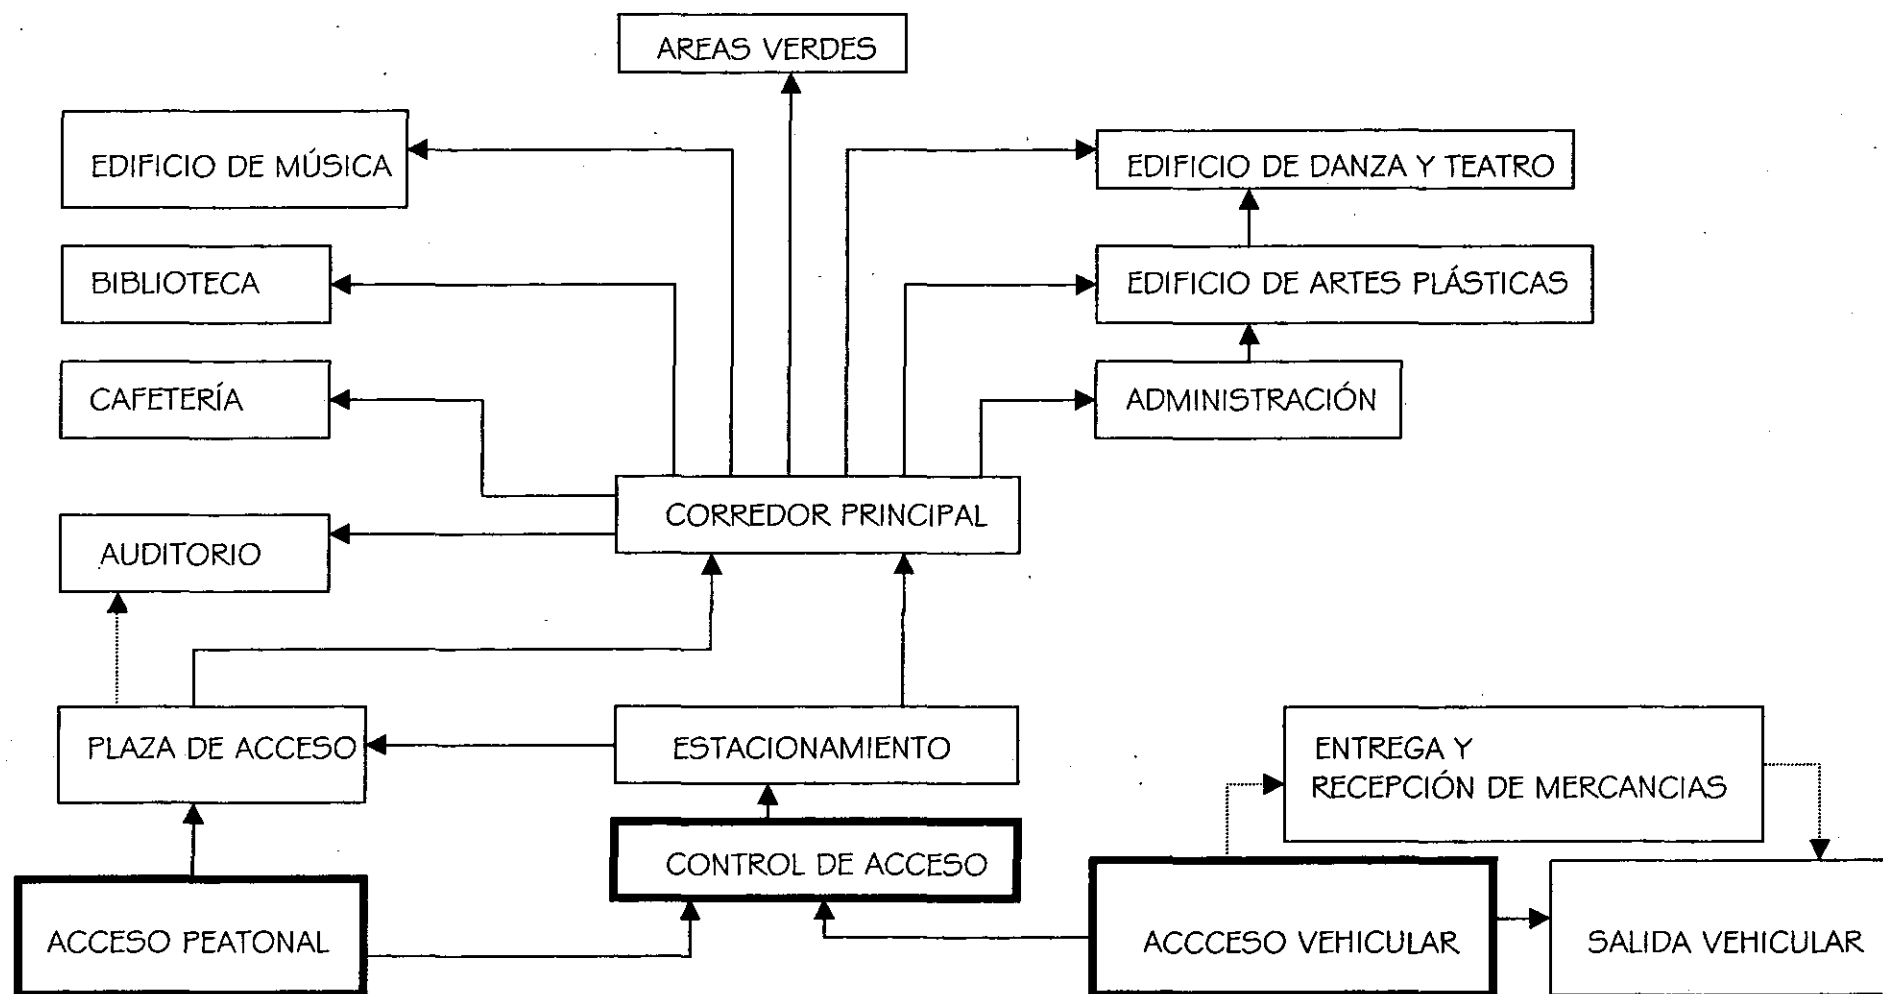 AREAS VERDES
EDIFICIO DE MÚSICA
EDIFICIO DE DANZA Y TEATRO
BIBLIOTECA
EDIFICIO DE ARTES PLÁSTICAS
CAFETERÍA
ADMINISTRACIÓN
CORREDOR PRINCIPAL
AUDITORIO
PLAZA DE ACCESO
ESTACIONAMIENTO
ENTREGA Y
RECEPCIÓN DE MERCANCIAS
CONTROL DE ACCESO
ACCESO PEATONAL
ACCCESO VEHICULAR
SALIDA VEHICULAR